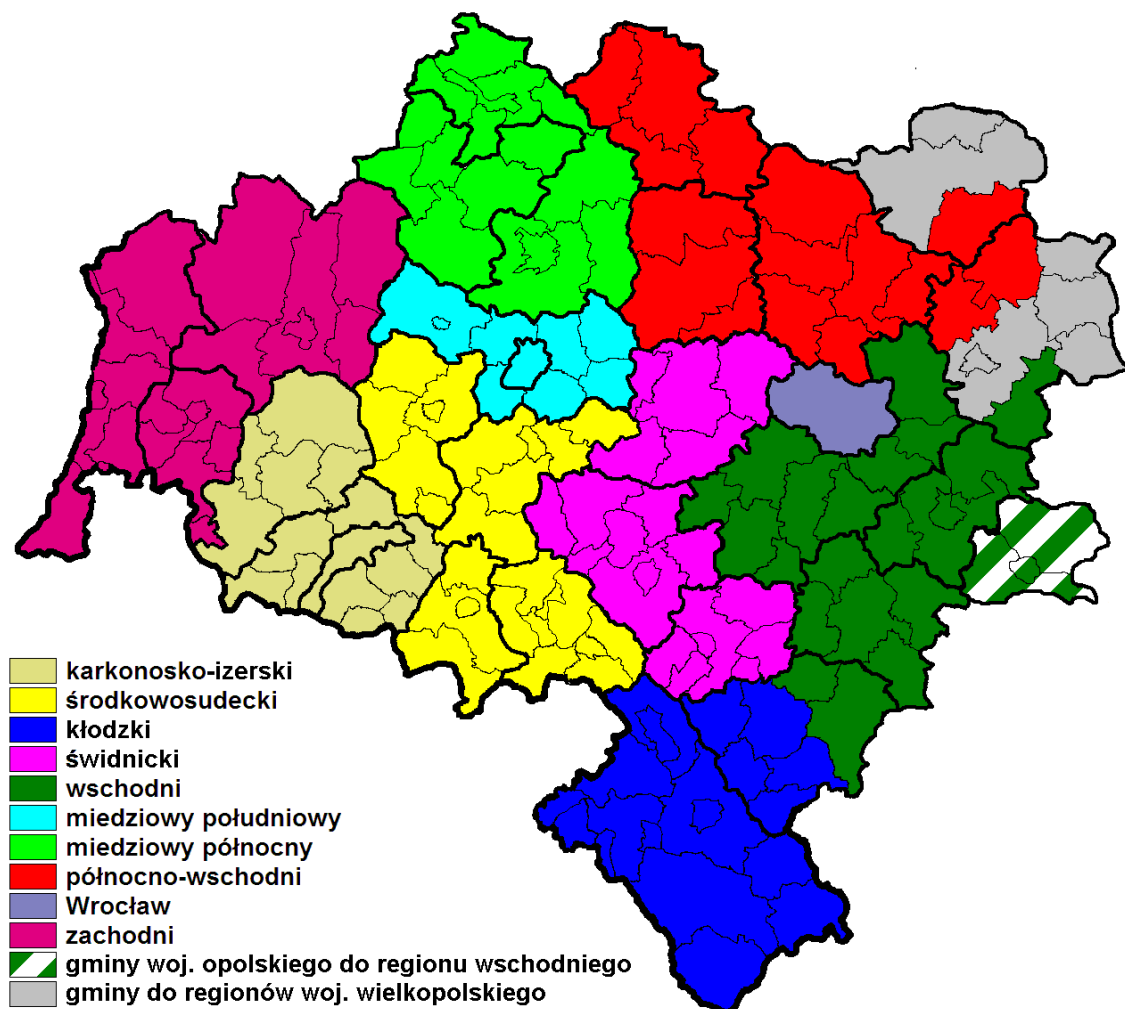 karkonosko-izerski
środkowosudecki
kłodzki
świdnicki
wschodni
miedziowy południowy
miedziowy północny
północno-wschodni
Wrocław
zachodni
gminy woj. opolskiego do regionu wschodniego
gminy do regionów woj. wielkopolskiego